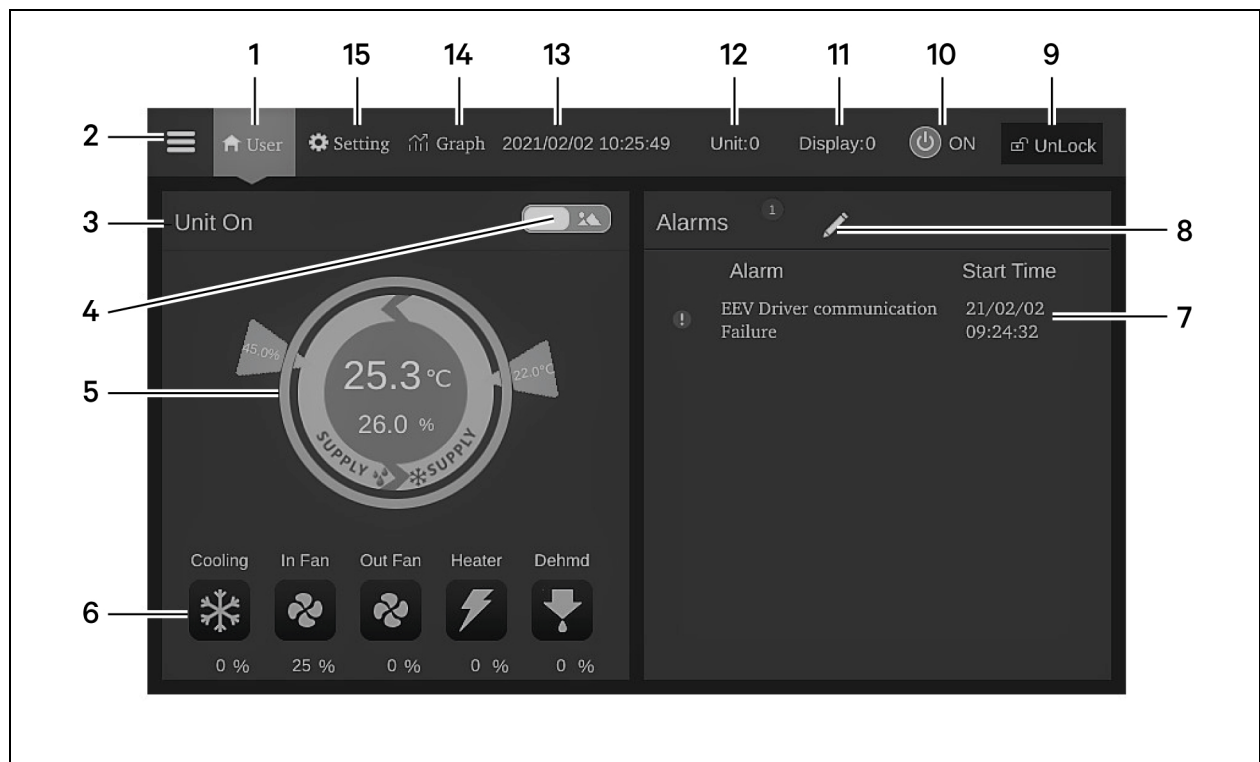 1 15 14 13 12 11 10 9
2 User Setting Graph 2021/02/02 10:25:49 Unit:0 Display:0 ON UnLock
3 Unit On
Alarms 1 8
4
Alarm Start Time
EEV Driver communication 21/02/02 7
Failure 09:24:32
45.0% 22.0°C
5 25.3 °C
26.0 %
SUPPLY SUPPLY
Cooling In Fan Out Fan Heater Dehmd
6
0 % 25 % 0 % 0 % 0 %